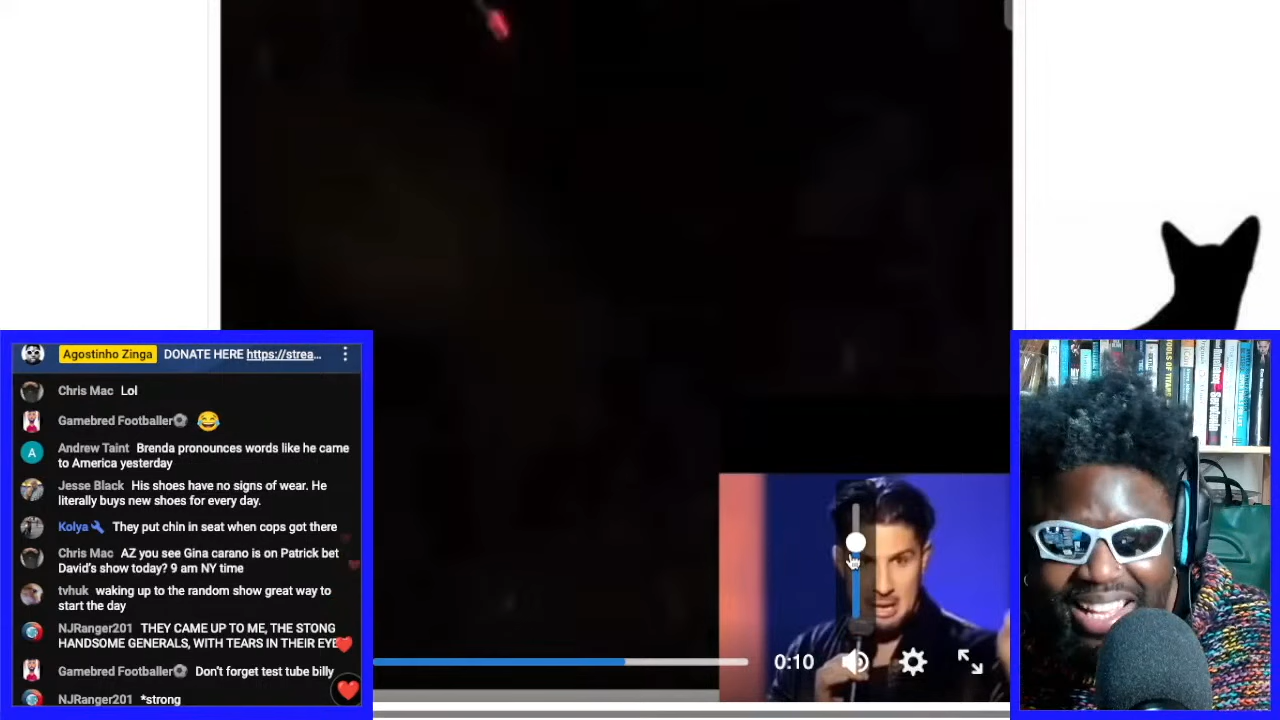 Agostinho Zinga DONATE HERE https://strea...
Chris Mac Lol
Gamebred Footballer
Andrew Taint Brenda pronounces words like he came
to America yesterday
Jesse Black His shoes have no signs of wear. He
literally buys new shoes for every day.
Kolya They put chin in seat when cops got there
Chris Mac AZ you see Gina carano is on Patrick bet
David's show today? 9 am NY time
tvhuk waking up to the random show great way to
start the day
NJRanger201 THEY CAME UP TO ME, THE STONG
HANDSOME GENERALS, WITH TEARS IN THEIR EYE
Gamebred Footballer Don't forget test tube billy
NJRanger201 *strong
0:10